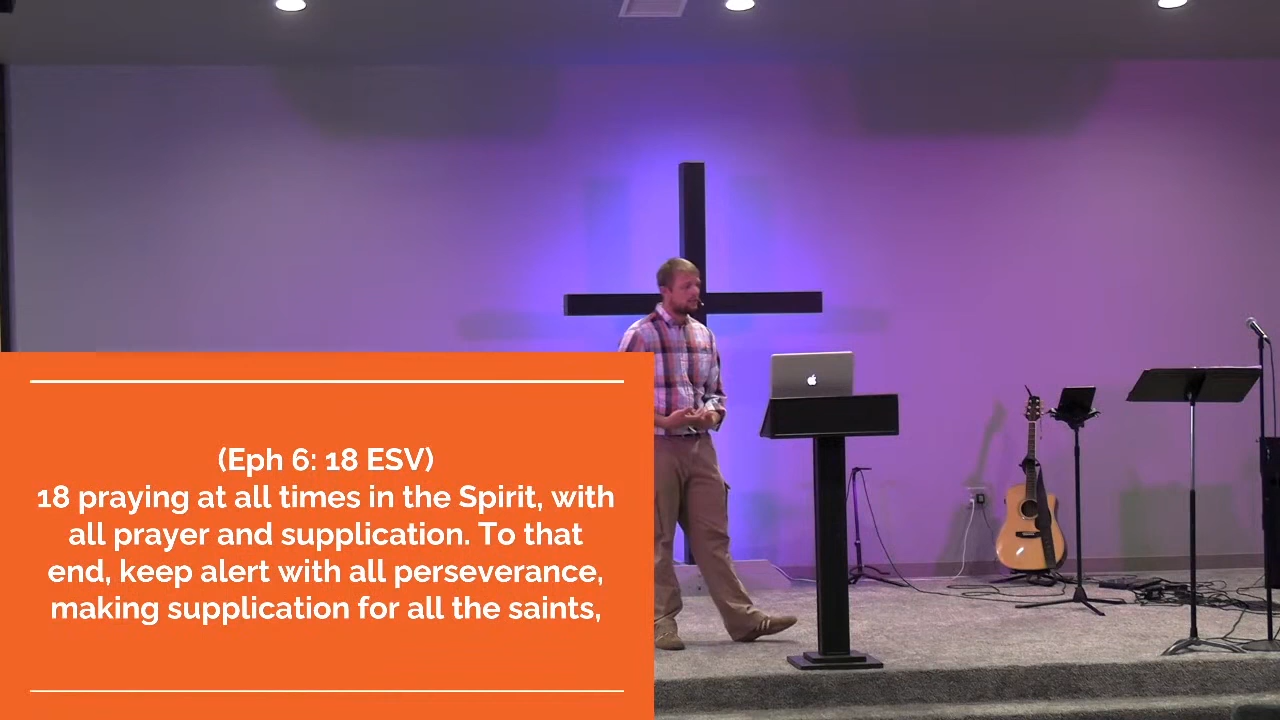 (Eph 6: 18 ESV)
18 praying at all times in the Spirit, with
all prayer and supplication. To that
end, keep alert with all perseverance,
making supplication for all the saints,